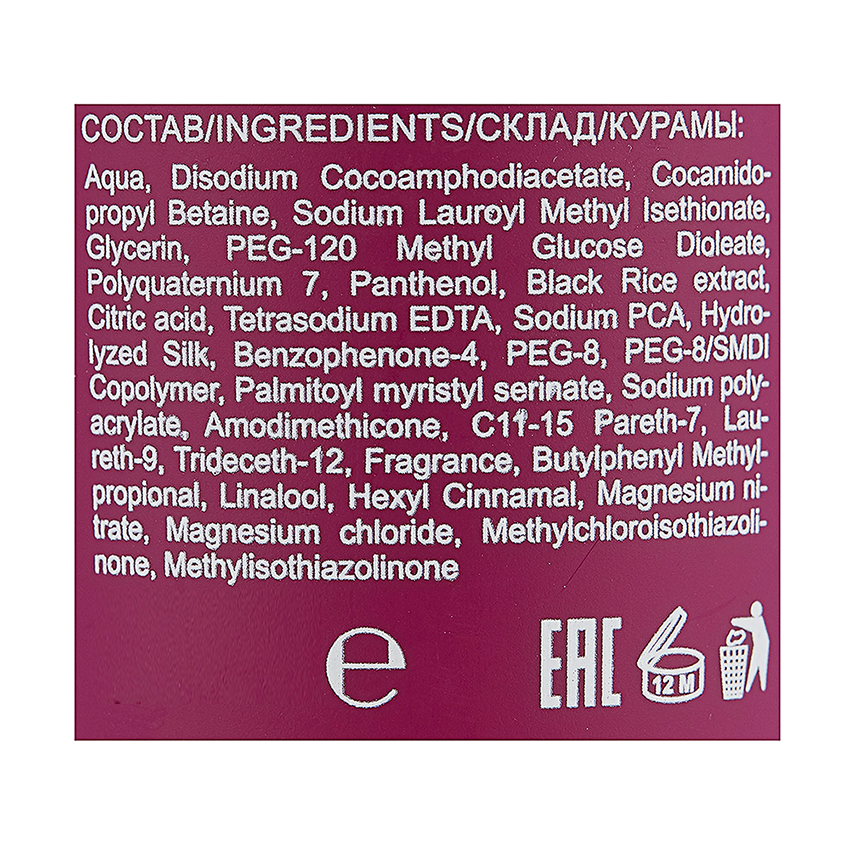 СОСТАВ/INGREDIENTS/СКЛАД/КУРАМЫ:
Aqua, Disodium Cocoamphodiacetate, Cocamido-
propyl Betaine, Sodium Lauroyl Methyl Isethionate,
Glycerin, PEG-120 Methyl Glucose Dioleate,
Polyquaternium 7, Panthenol, Black Rice extract,
Citric acid, Tetrasodium EDTA, Sodium PCA, Hydro-
lyzed Silk, Benzophenone-4, PEG-8, PEG-8/SMDI
Copolymer, Palmitoyl myristyl serinate, Sodium poly-
acrylate, Amodimethicone, C11-15 Pareth-7, Lau-
reth-9, Trideceth-12, Fragrance, Butylphenyl Methyl-
propional, Linalool, Hexyl Cinnamal, Magnesium ni-
trate, Magnesium chloride, Methylchloroisothiazoli-
none, Methylisothiazolinone
e EAC 12 M